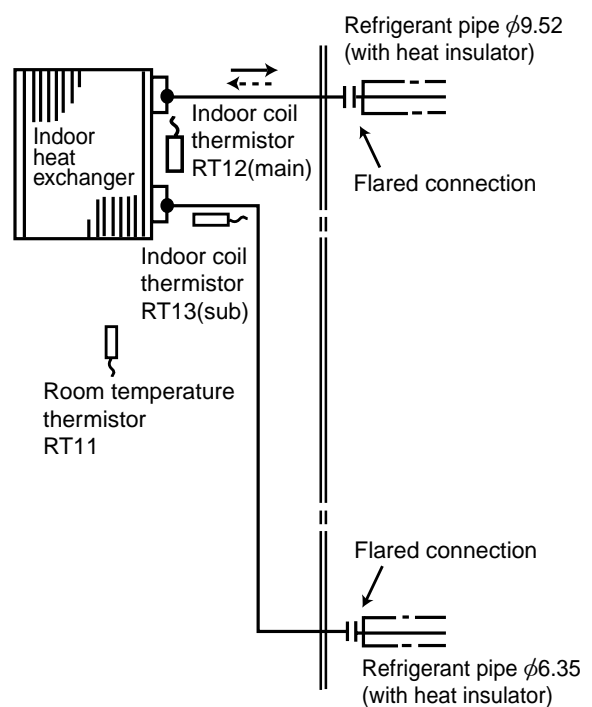 Refrigerant pipe ϕ9.52
(with heat insulator)
Indoor
heat
exchanger
Indoor coil
thermistor
RT12(main)
Flared connection
Indoor coil
thermistor
RT13(sub)
Room temperature
thermistor
RT11
Flared connection
Refrigerant pipe ϕ6.35
(with heat insulator)